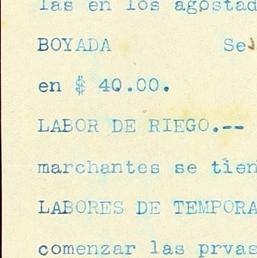 las en los agostad
BOYADA Se
en $ 40.00.
LABOR DE RIEGO.--
marchantes se tien
LABORES DE TEMPORA
comenzar las prvas